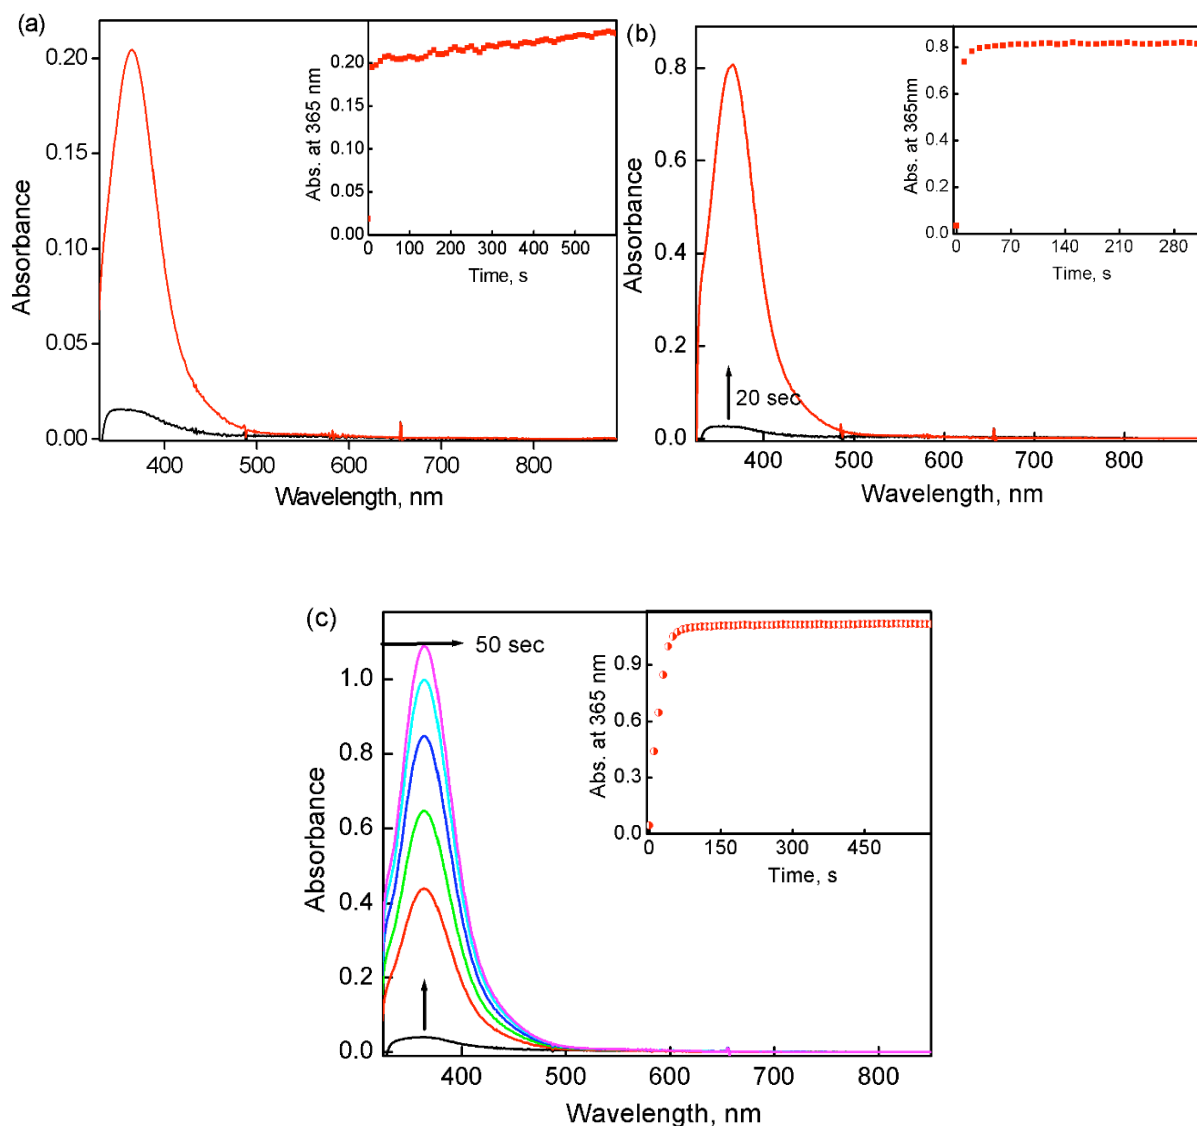 (a)
0.20
0.15
0.10
0.05
0.00
Absorbance
400 500 600 700 800
Wavelength, nm
0.25
0.20
0.15
0.10
0.05
0.00
Abs. at 365 nm
0 100 200 300 400 500
Time, s
(b)
0.8
0.6
0.4
0.2
0.0
Absorbance
20 sec
400 500 600 700 800
Wavelength, nm
0.8
0.6
0.4
0.2
0.0
Abs. at 365nm
0 70 140 210 280
Time, s
(c)
50 sec
1.0
0.8
0.6
0.4
0.2
0.0
Absorbance
400 500 600 700 800
Wavelength, nm
0.9
0.6
0.3
0.0
Abs. at 365 nm
0 150 300 450
Time, s